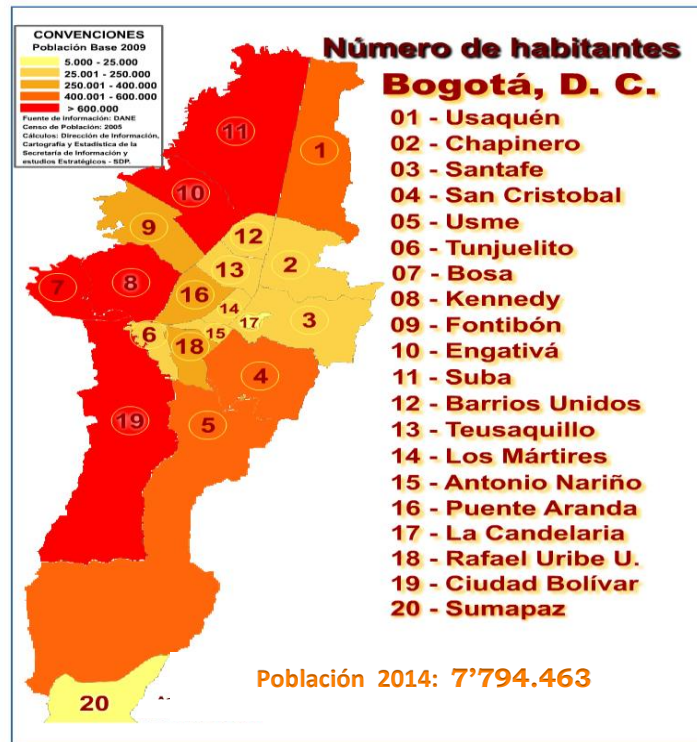 CONVENCIONES
Población Base 2009
5.000 - 25.000
25.001 - 250.000
250.001 - 400.000
400.001 - 600.000
> 600.000
Fuente de información: DANE
Censo de Población: 2005
Cálculos: Dirección de Información,
Cartografía y Estadística de la
Secretaría de Información y
estudios Estratégicos - SDP.
Número de habitantes
Bogotá, D. C.
01 - Usaquén
02 - Chapinero
03 - Santafe
04 - San Cristobal
05 - Usme
06 - Tunjuelito
07 - Bosa
08 - Kennedy
09 - Fontibón
10 - Engativá
11 - Suba
12 - Barrios Unidos
13 - Teusaquillo
14 - Los Mártires
15 - Antonio Nariño
16 - Puente Aranda
17 - La Candelaria
18 - Rafael Uribe U.
19 - Ciudad Bolívar
20 - Sumapaz
11
1
10
9
12
2
13
7
8
16
14
17
3
6
15
18
4
19
5
20
Población 2014: 7’794.463